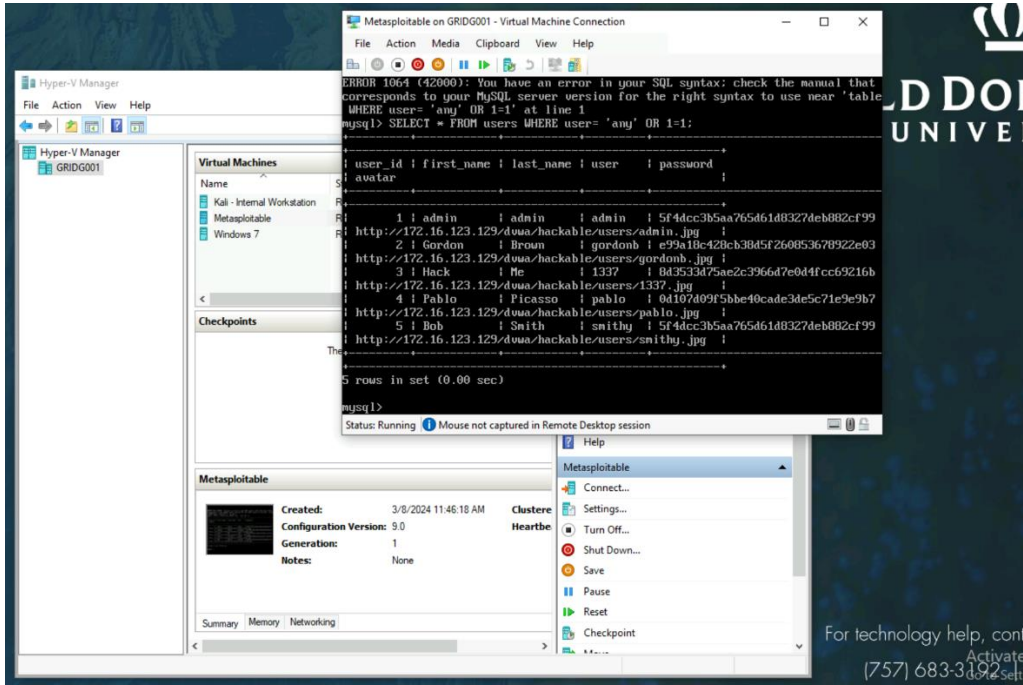 Metasploitable on GRIDG001 - Virtual Machine Connection
File Action Media Clipboard View Help
ERROR 1064 (42000): You have an error in your SQL syntax; check the manual that
corresponds to your MySQL server version for the right syntax to use near 'table
WHERE user= 'any' OR 1=1' at line 1
mysql> SELECT * FROM users WHERE user= 'any' OR 1=1;
| user_id | first_name | last_name | user | password
| avatar |
| 1 | admin | admin | admin | 5f4dcc3b5aa765d61d8327deb882cf99
| http://172.16.123.129/dvwa/hackable/users/admin.jpg |
| 2 | Gordon | Brown | gordonb | e99a18c428cb38d5f260853678922e03
| http://172.16.123.129/dvwa/hackable/users/gordonb.jpg |
| 3 | Hack | Me | 1337 | 8d3533d75ae2c3966d7e0d4fcc69216b
| http://172.16.123.129/dvwa/hackable/users/1337.jpg |
| 4 | Pablo | Picasso | pablo | 0d107d09f5bbe40cade3de5c71e9e9b7
| http://172.16.123.129/dvwa/hackable/users/pablo.jpg |
| 5 | Bob | Smith | smithy | 5f4dcc3b5aa765d61d8327deb882cf99
| http://172.16.123.129/dvwa/hackable/users/smithy.jpg |
5 rows in set (0.00 sec)
mysql>
Status: Running Mouse not captured in Remote Desktop session
Hyper-V Manager
File Action View Help
Hyper-V Manager
GRIDG001
Virtual Machines
Name S
Kali - Internal Workstation R
Metasploitable R
Windows 7 R
Checkpoints
The
Metasploitable
Created: 3/8/2024 11:46:18 AM Clustere
Configuration Version: 9.0 Heartbe
Generation: 1
Notes: None
Summary Memory Networking
Help
Metasploitable
Connect...
Settings...
Turn Off...
Shut Down...
Save
Pause
Reset
Checkpoint
LD DO
UNIVE
For technology help, cont
Activate
(757) 683-3192